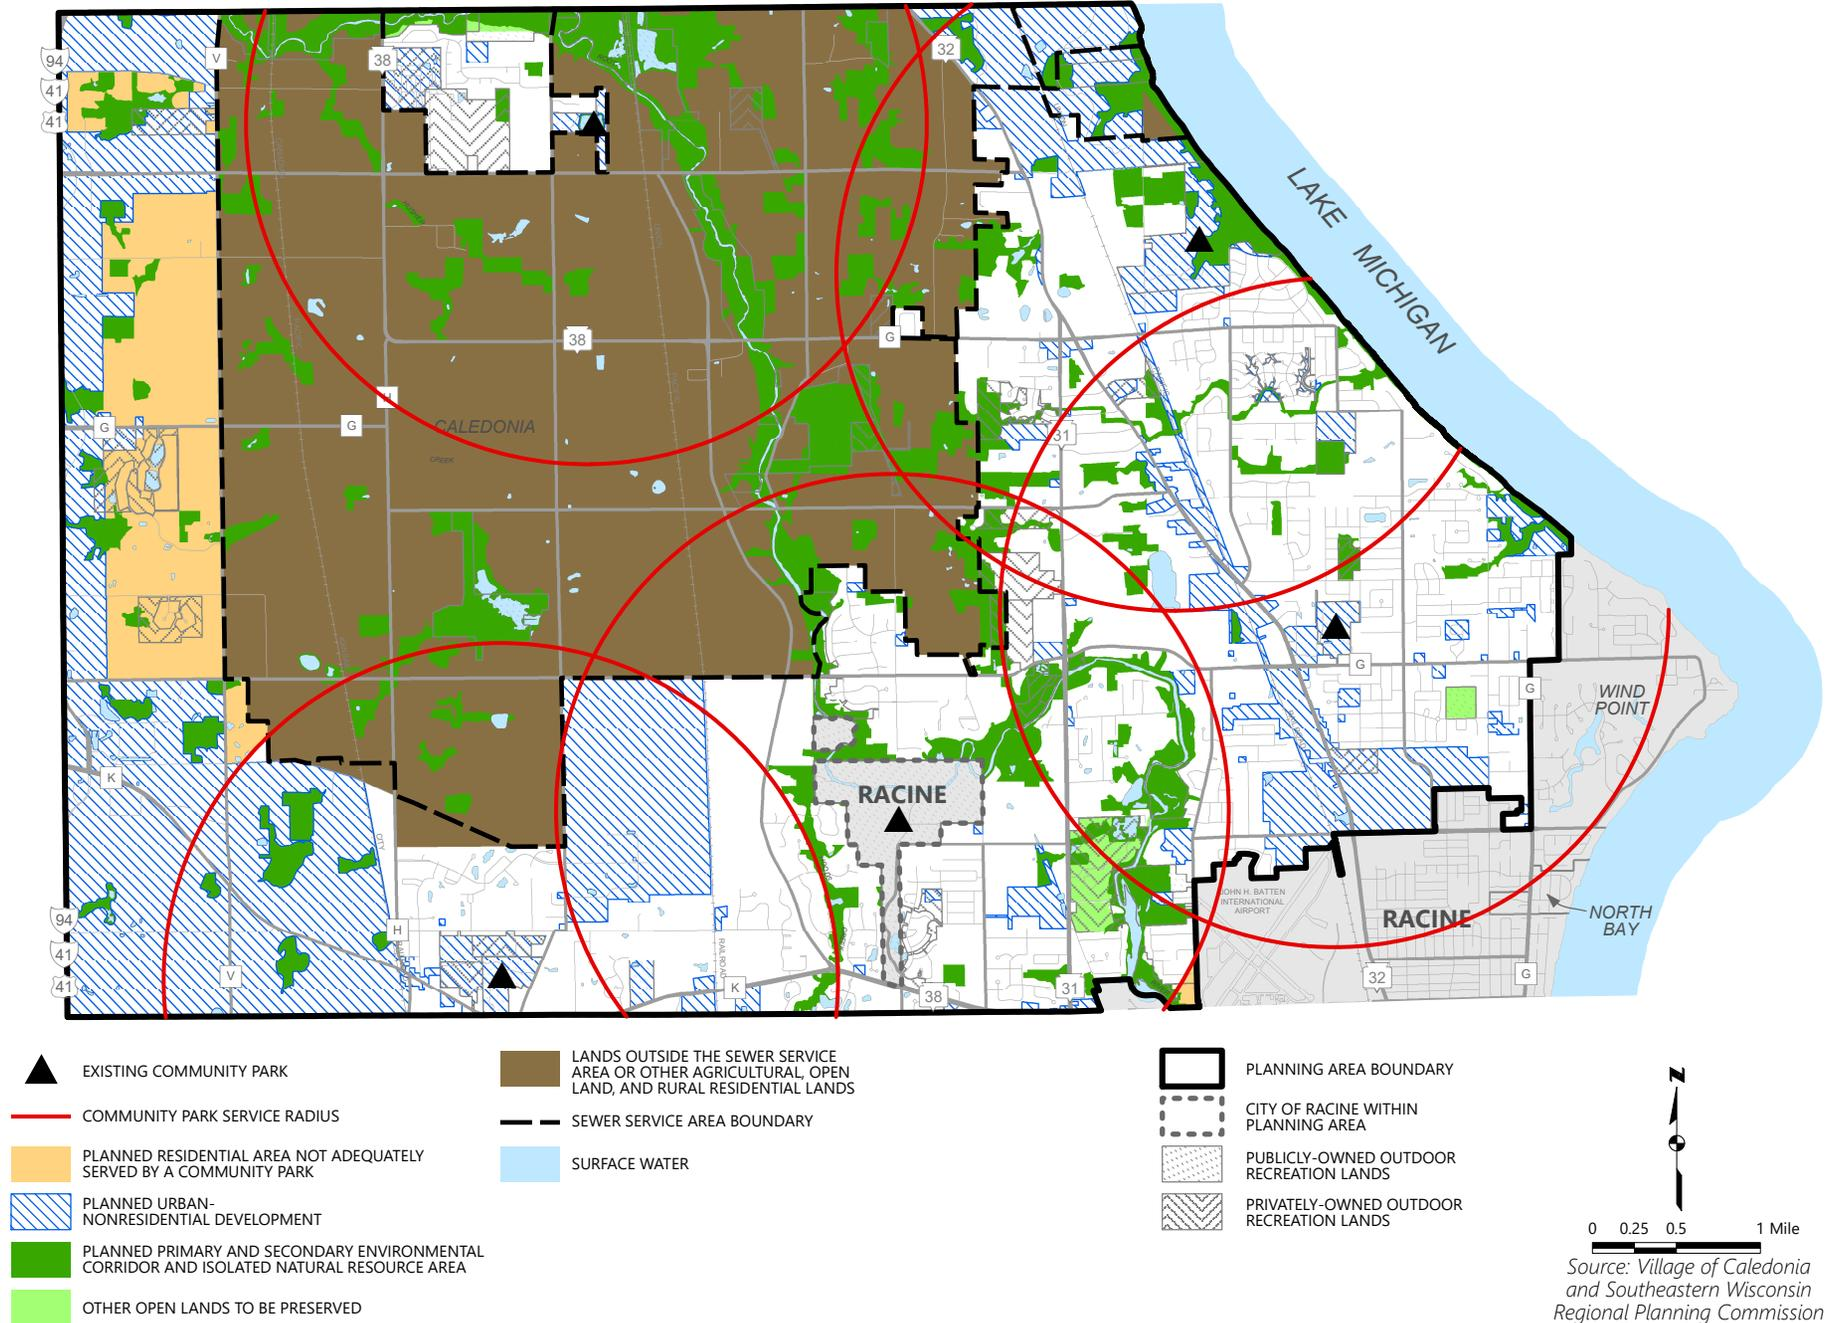 94
41
41
V
38
32
LAKE
MICHIGAN
38
G
H
G
G
CALEDONIA
CREEK
31
G
G
WIND
POINT
K
RACINE
JOHN H. BATTEN
INTERNATIONAL
AIRPORT
RACINE
NORTH
BAY
94
41
41
H
V
CITY
RAILROAD
K
38
31
32
G
EXISTING COMMUNITY PARK
COMMUNITY PARK SERVICE RADIUS
PLANNED RESIDENTIAL AREA NOT ADEQUATELY
SERVED BY A COMMUNITY PARK
PLANNED URBAN-
NONRESIDENTIAL DEVELOPMENT
PLANNED PRIMARY AND SECONDARY ENVIRONMENTAL
CORRIDOR AND ISOLATED NATURAL RESOURCE AREA
OTHER OPEN LANDS TO BE PRESERVED
LANDS OUTSIDE THE SEWER SERVICE
AREA OR OTHER AGRICULTURAL, OPEN
LAND, AND RURAL RESIDENTIAL LANDS
SEWER SERVICE AREA BOUNDARY
SURFACE WATER
PLANNING AREA BOUNDARY
CITY OF RACINE WITHIN
PLANNING AREA
PUBLICLY-OWNED OUTDOOR
RECREATION LANDS
PRIVATELY-OWNED OUTDOOR
RECREATION LANDS
N
0 0.25 0.5 1 Mile
Source: Village of Caledonia
and Southeastern Wisconsin
Regional Planning Commission